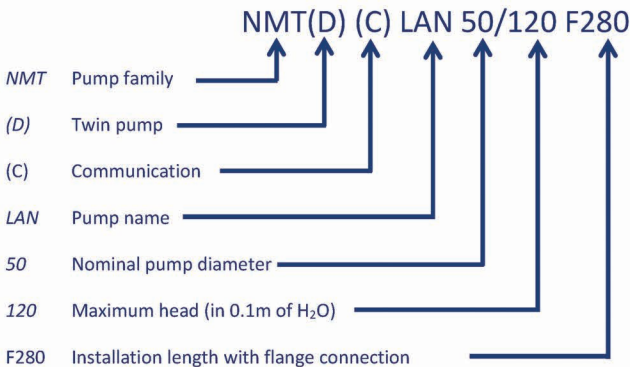 NMT(D) (C) LAN 50/120 F280
NMT Pump family
(D) Twin pump
(C) Communication
LAN Pump name
50 Nominal pump diameter
120 Maximum head (in 0.1m of H₂O)
F280 Installation length with flange connection